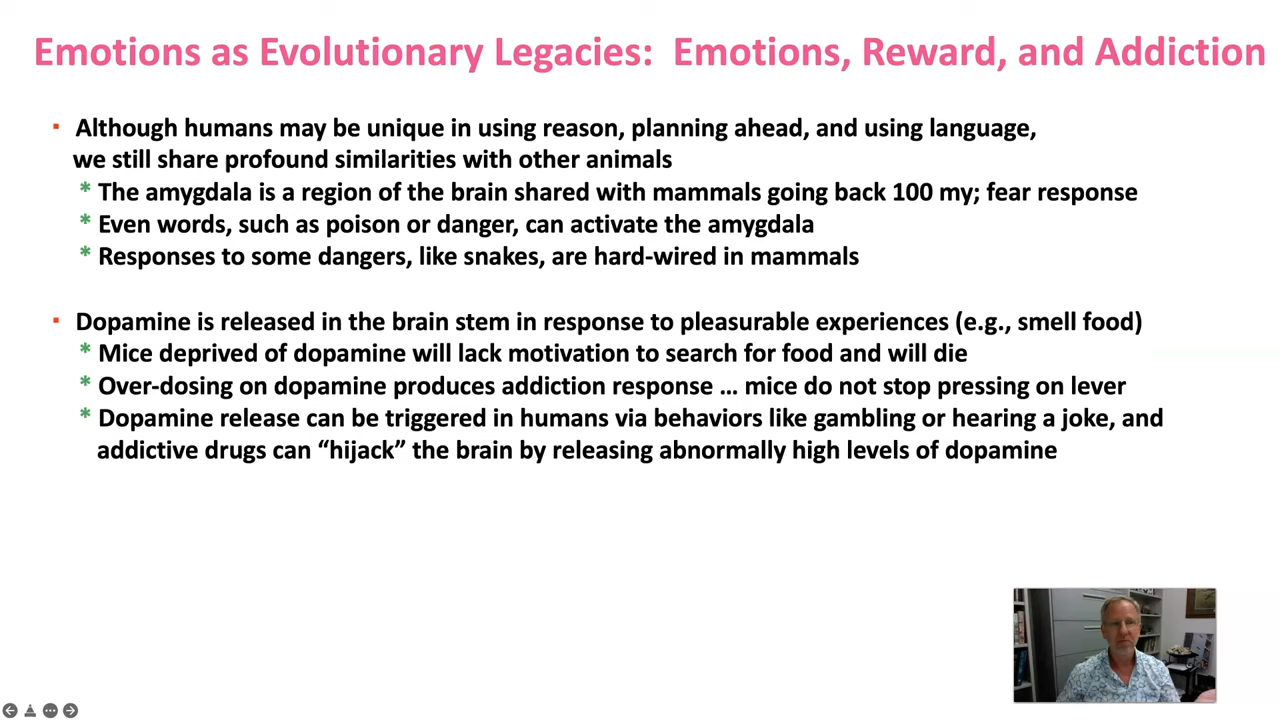 Emotions as Evolutionary Legacies:  Emotions, Reward, and Addiction
▪ Although humans may be unique in using reason, planning ahead, and using language,
we still share profound similarities with other animals
* The amygdala is a region of the brain shared with mammals going back 100 my; fear response
* Even words, such as poison or danger, can activate the amygdala
* Responses to some dangers, like snakes, are hard-wired in mammals
▪ Dopamine is released in the brain stem in response to pleasurable experiences (e.g., smell food)
* Mice deprived of dopamine will lack motivation to search for food and will die
* Over-dosing on dopamine produces addiction response ... mice do not stop pressing on lever
* Dopamine release can be triggered in humans via behaviors like gambling or hearing a joke, and
addictive drugs can “hijack” the brain by releasing abnormally high levels of dopamine